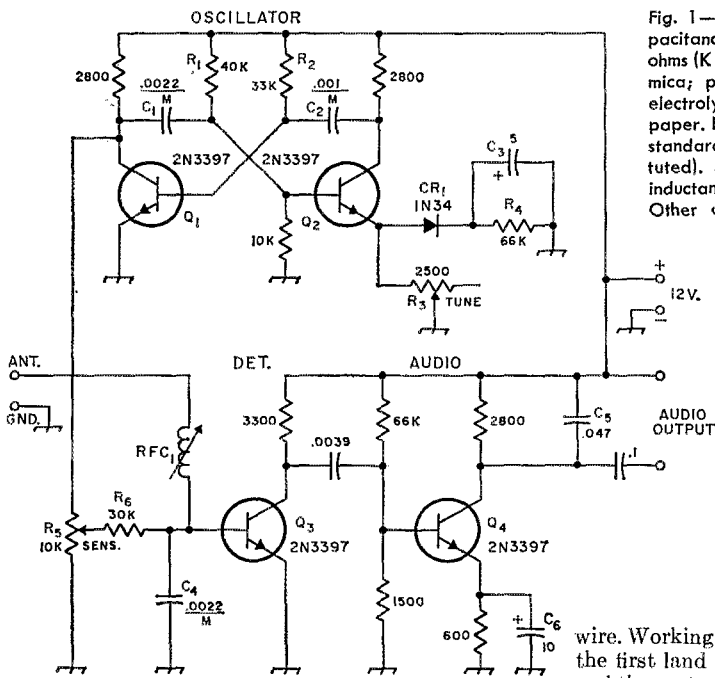 OSCILLATOR
2800
R1
40K
R2
33K
2800
.0022
M
C1
.001
M
C2
2N3397
2N3397
Q1
Q2
10K
CR1
1N34
C3
5
+
R4
66K
2500
R3
TUNE
+
12V.
−
ANT.
GND.
DET.
AUDIO
RFC1
3300
66K
2800
C5
.047
AUDIO
OUTPUT
.0039
.1
R5
10K
SENS.
R6
30K
Q3
2N3397
Q4
2N3397
C4
.0022
M
1500
600
+
C6
10
Fig. 1—
pacitanc
ohms (K
mica; p
electroly
paper. I
standard
tuted).
inductan
Other
wire. Working
the first land